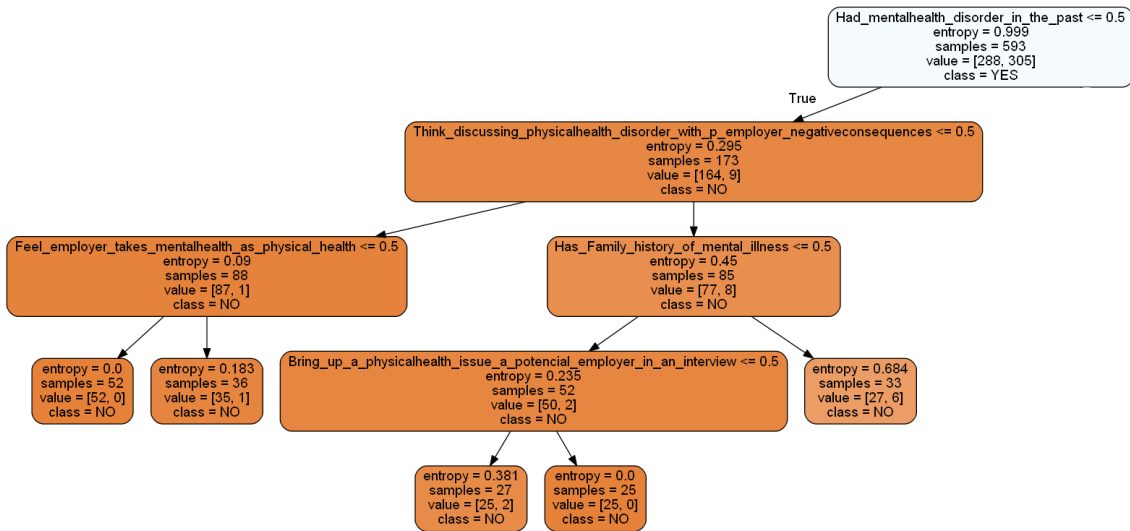 Had_mentalhealth_disorder_in_the_past <= 0.5
entropy = 0.999
samples = 593
value = [288, 305]
class = YES
True
Think_discussing_physicalhealth_disorder_with_p_employer_negativeconsequences <= 0.5
entropy = 0.295
samples = 173
value = [164, 9]
class = NO
Feel_employer_takes_mentalhealth_as_physical_health <= 0.5
entropy = 0.09
samples = 88
value = [87, 1]
class = NO
Has_Family_history_of_mental_illness <= 0.5
entropy = 0.45
samples = 85
value = [77, 8]
class = NO
entropy = 0.0
samples = 52
value = [52, 0]
class = NO
entropy = 0.183
samples = 36
value = [35, 1]
class = NO
Bring_up_a_physicalhealth_issue_a_potencial_employer_in_an_interview <= 0.5
entropy = 0.235
samples = 52
value = [50, 2]
class = NO
entropy = 0.684
samples = 33
value = [27, 6]
class = NO
entropy = 0.381
samples = 27
value = [25, 2]
class = NO
entropy = 0.0
samples = 25
value = [25, 0]
class = NO